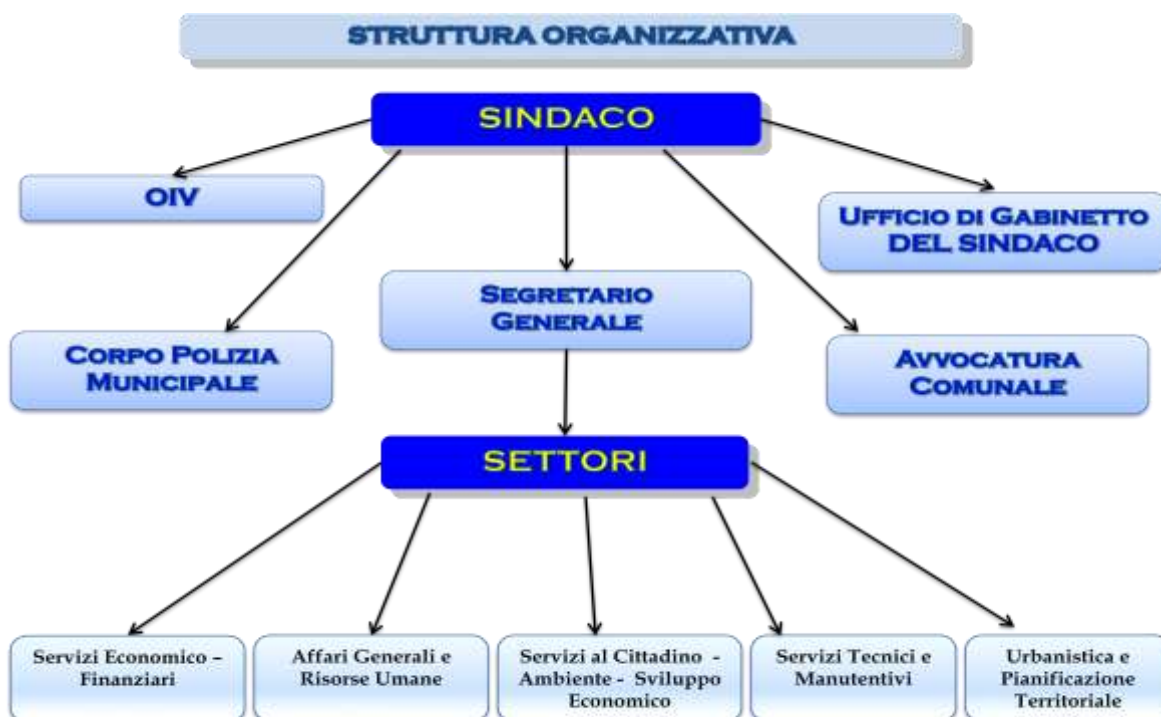 STRUTTURA ORGANIZZATIVA
SINDACO
OIV
UFFICIO DI GABINETTO
DEL SINDACO
SEGRETARIO
GENERALE
CORPO POLIZIA
MUNICIPALE
AVVOCATURA
COMUNALE
SETTORI
Servizi Economico –
Finanziari
Affari Generali e
Risorse Umane
Servizi al Cittadino -
Ambiente - Sviluppo
Economico
Servizi Tecnici e
Manutentivi
Urbanistica e
Pianificazione
Territoriale